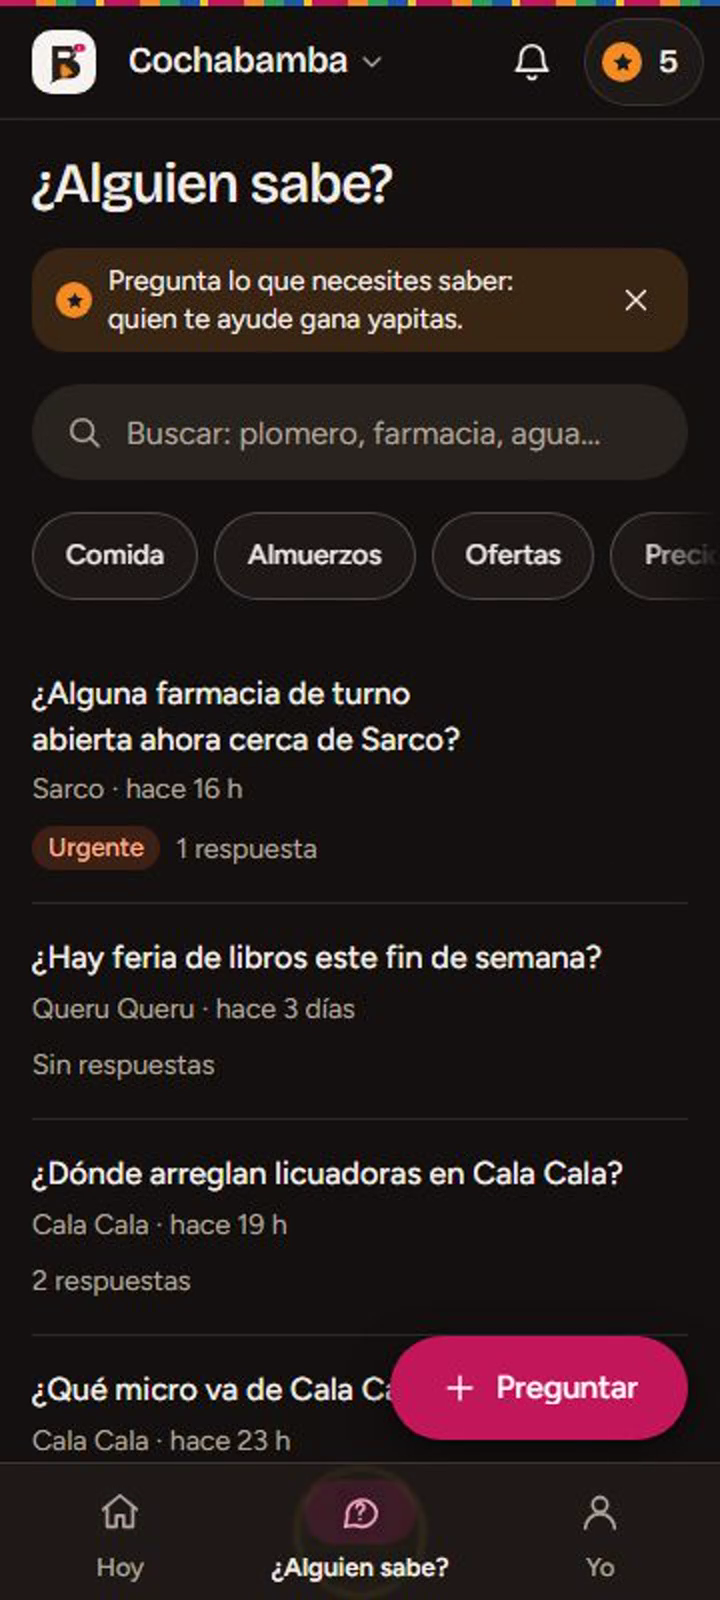 Cochabamba
5
¿Alguien sabe?
Pregunta lo que necesites saber:
quien te ayude gana yapitas.
Buscar: plomero, farmacia, agua...
Comida
Almuerzos
Ofertas
¿Alguna farmacia de turno
abierta ahora cerca de Sarco?
Sarco · hace 16 h
Urgente
1 respuesta
¿Hay feria de libros este fin de semana?
Queru Queru · hace 3 días
Sin respuestas
¿Dónde arreglan licuadoras en Cala Cala?
Cala Cala · hace 19 h
2 respuestas
¿Qué micro va de Cala
+ Preguntar
Cala Cala · hace 23 h
Hoy
¿Alguien sabe?
Yo